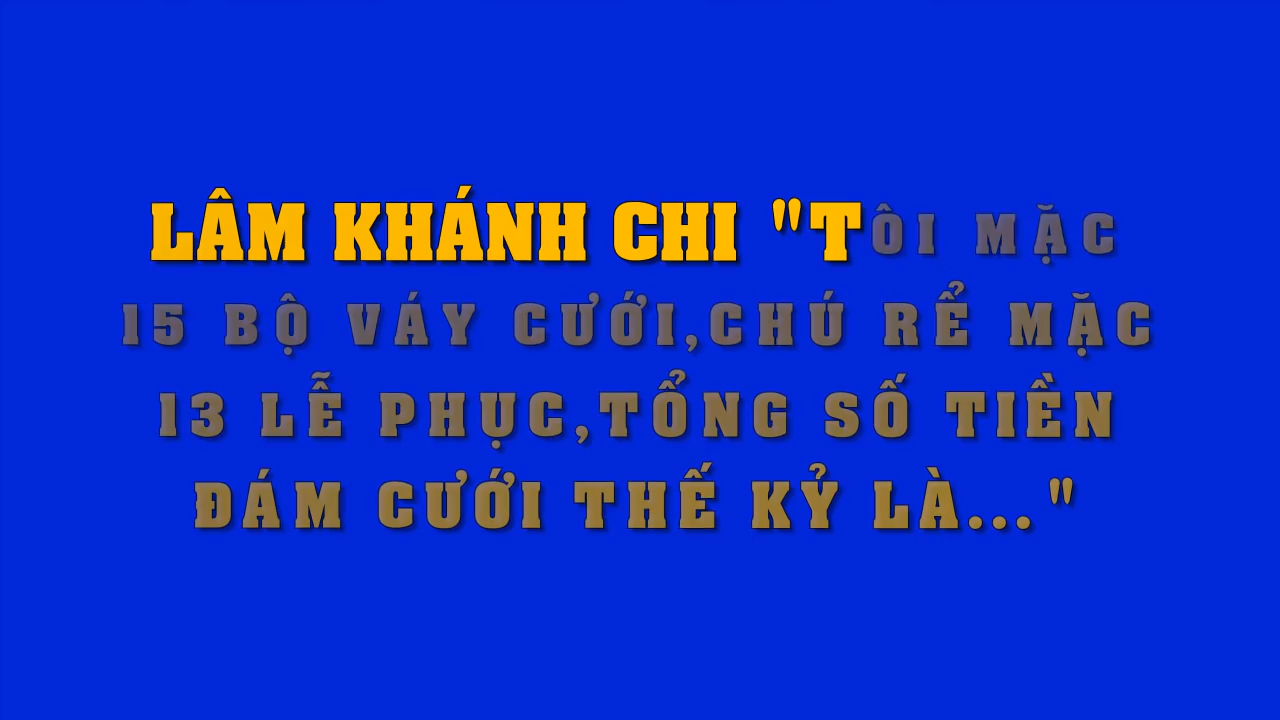 LÂM KHÁNH CHI "TÔI MẶC
15 BỘ VÁY CƯỚI,CHÚ RỂ MẶC
13 LỄ PHỤC,TỔNG SỐ TIỀN
ĐÁM CƯỚI THẾ KỶ LÀ..."